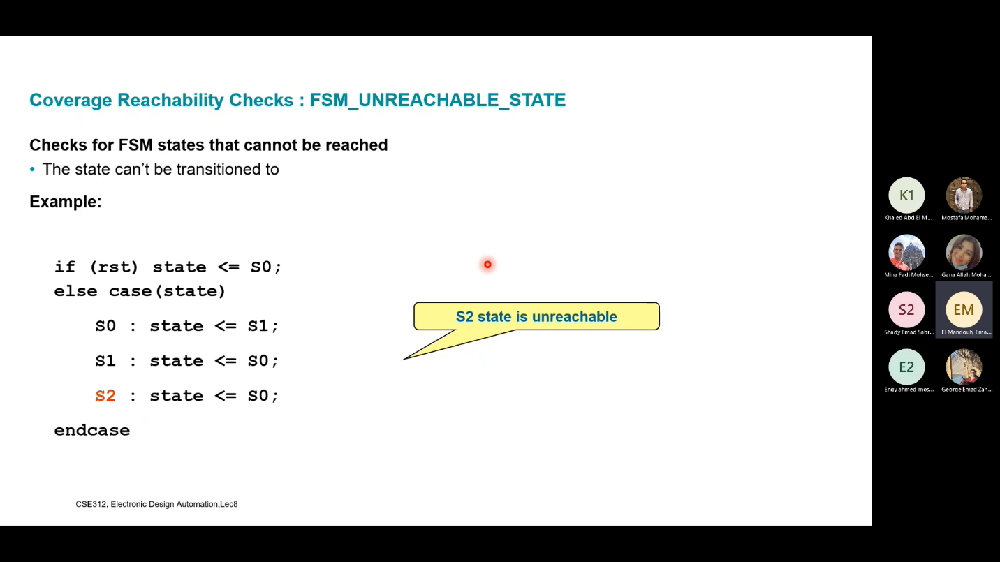 Coverage Reachability Checks : FSM_UNREACHABLE_STATE
Checks for FSM states that cannot be reached
• The state can’t be transitioned to
Example:
if (rst) state <= S0;
else case(state)
S0 : state <= S1;
S2 state is unreachable
S1 : state <= S0;
S2 : state <= S0;
endcase
CSE312, Electronic Design Automation,Lec8
K1
Khaled Abd El M...
Mostafa Mohame...
Mina Fadi Mohse...
Gana Allah Moha...
S2
Shady Emad Sabr...
EM
El Mandouh, Ema...
E2
Engy ahmed mos...
George Emad Zah...